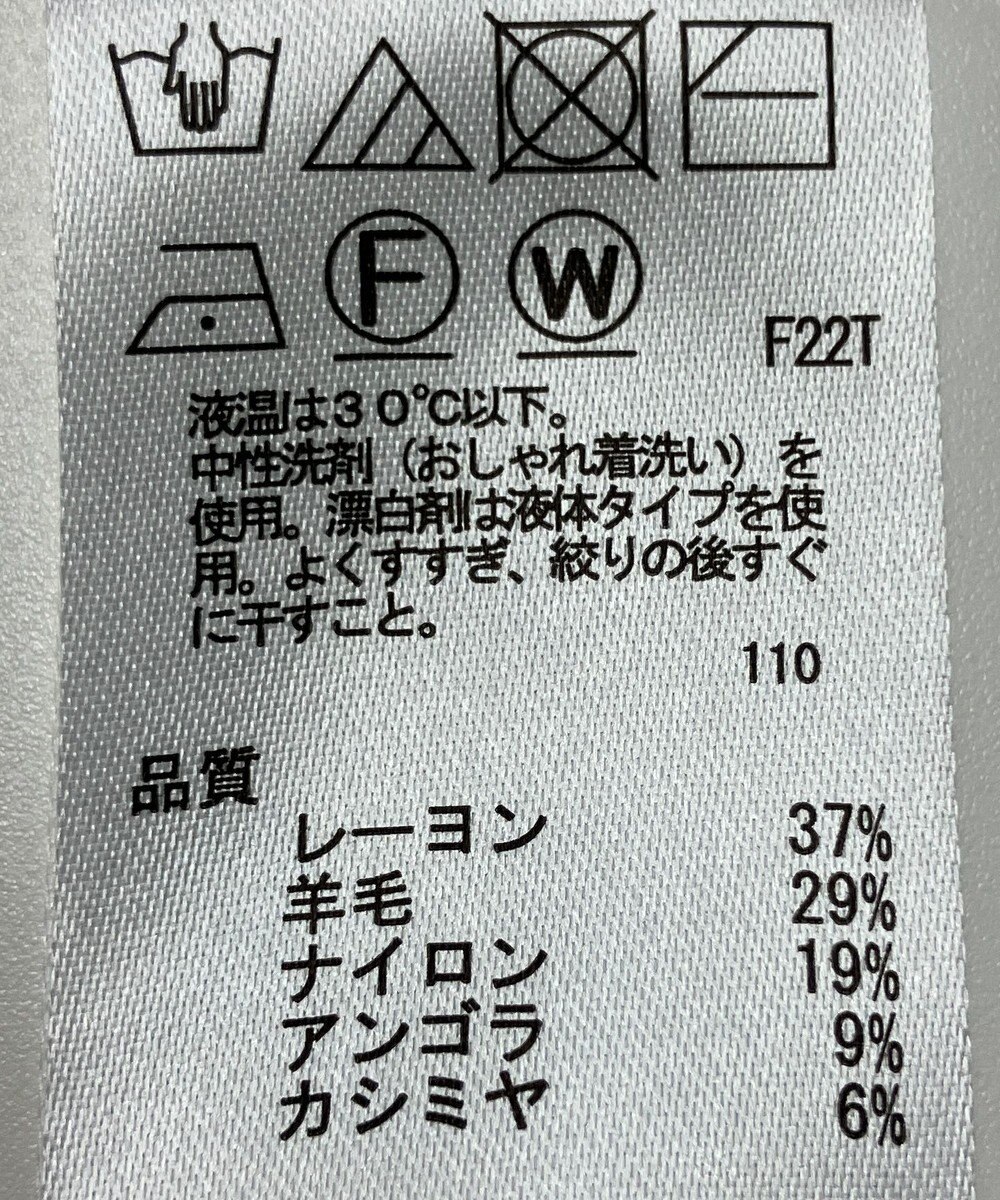 F W
F22T
液温は30℃以下。
中性洗剤（おしゃれ着洗い）を
使用。漂白剤は液体タイプを使
用。よくすすぎ、絞りの後すぐ
に干すこと。
110
品質
レーヨン 37%
羊毛 29%
ナイロン 19%
アンゴラ 9%
カシミヤ 6%